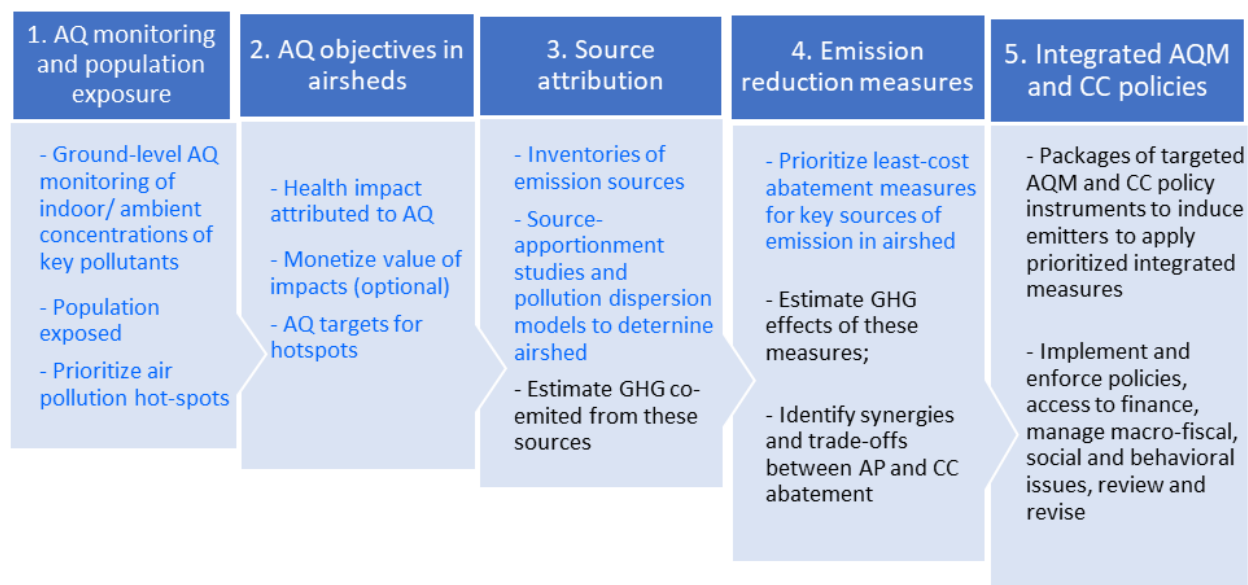 1. AQ monitoring
and population
exposure
- Ground-level AQ
monitoring of
indoor/ ambient
concentrations of
key pollutants
- Population
exposed
- Prioritize air
pollution hot-spots
2. AQ objectives in
airsheds
- Health impact
attributed to AQ
- Monetize value of
impacts (optional)
- AQ targets for
hotspots
3. Source
attribution
- Inventories of
emission sources
- Source-
apportionment
studies and
pollution dispersion
models to deternine
airshed
- Estimate GHG co-
emited from these
sources
4. Emission
reduction measures
- Prioritize least-cost
abatement measures
for key sources of
emission in airshed
- Estimate GHG
effects of these
measures;
- Identify synergies
and trade-offs
between AP and CC
abatement
5. Integrated AQM
and CC policies
- Packages of targeted
AQM and CC policy
instruments to induce
emitters to apply
prioritized integrated
measures
- Implement and
enforce policies,
access to finance,
manage macro-fiscal,
social and behavioral
issues, review and
revise